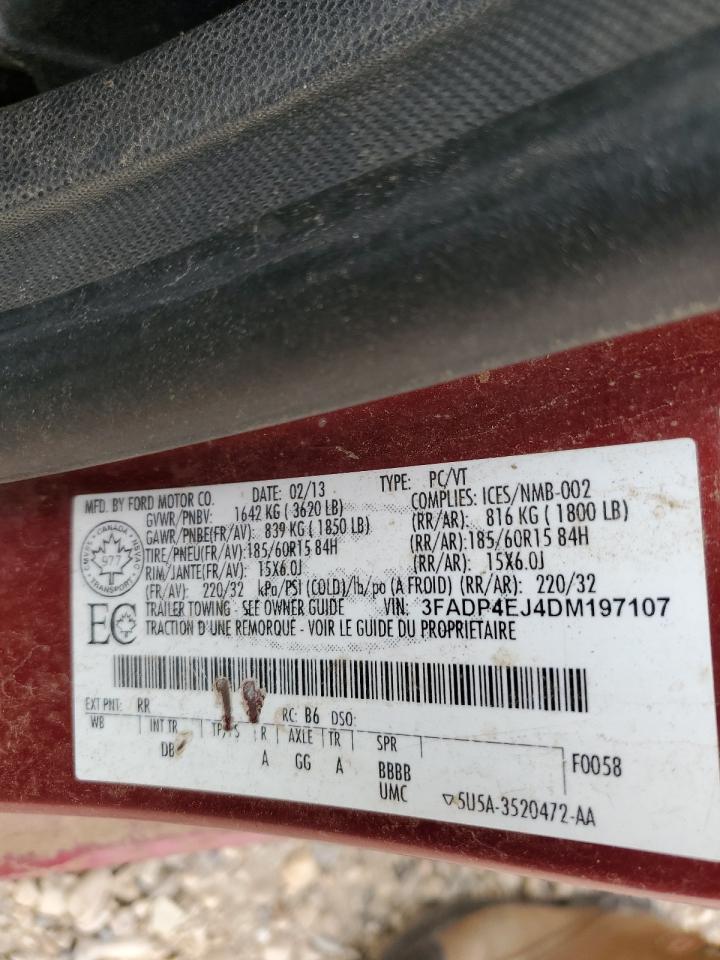 MFD. BY FORD MOTOR CO. DATE: 02/13 TYPE: PC/VT
GVWR/PNBV: 1642 KG ( 3620 LB) COMPLIES: ICES/NMB-002
GAWR/PNBE(FR/AV) 839 KG ( 1850 LB) (RR/AR): 816 KG ( 1800 LB)
TIRE/PNEU(FR/AV):185/60R15 84H (RR/AR):185/60R15 84H
RIM/JANTE(FR/AV): 15X6.0J (RR/AR): 15X6.0J
(FR/AV): 220/32 kPa/PSI (COLD)/lb/po (A FROID) (RR/AR): 220/32
TRAILER TOWING - SEE OWNER GUIDE VIN: 3FADP4EJ4DM197107
TRACTION D'UNE REMORQUE - VOIR LE GUIDE DU PROPRIÉTAIRE
CANADA
977
TRANSPORT
EC
EXT PNT: RR RC: B6 DSO:
WB INT TR R AXLE TR SPR
DB A GG A BBBB F0058
UMC 5U5A-3520472-AA